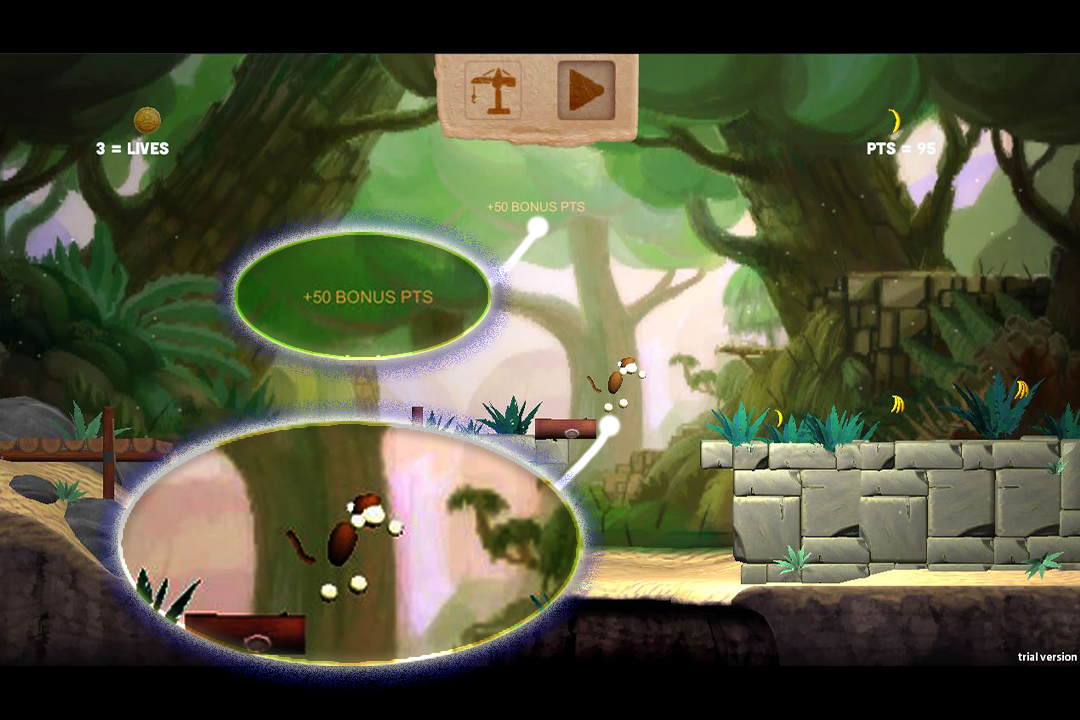 3 = LIVES
PTS = 95
+50 BONUS PTS
+50 BONUS PTS
trial version